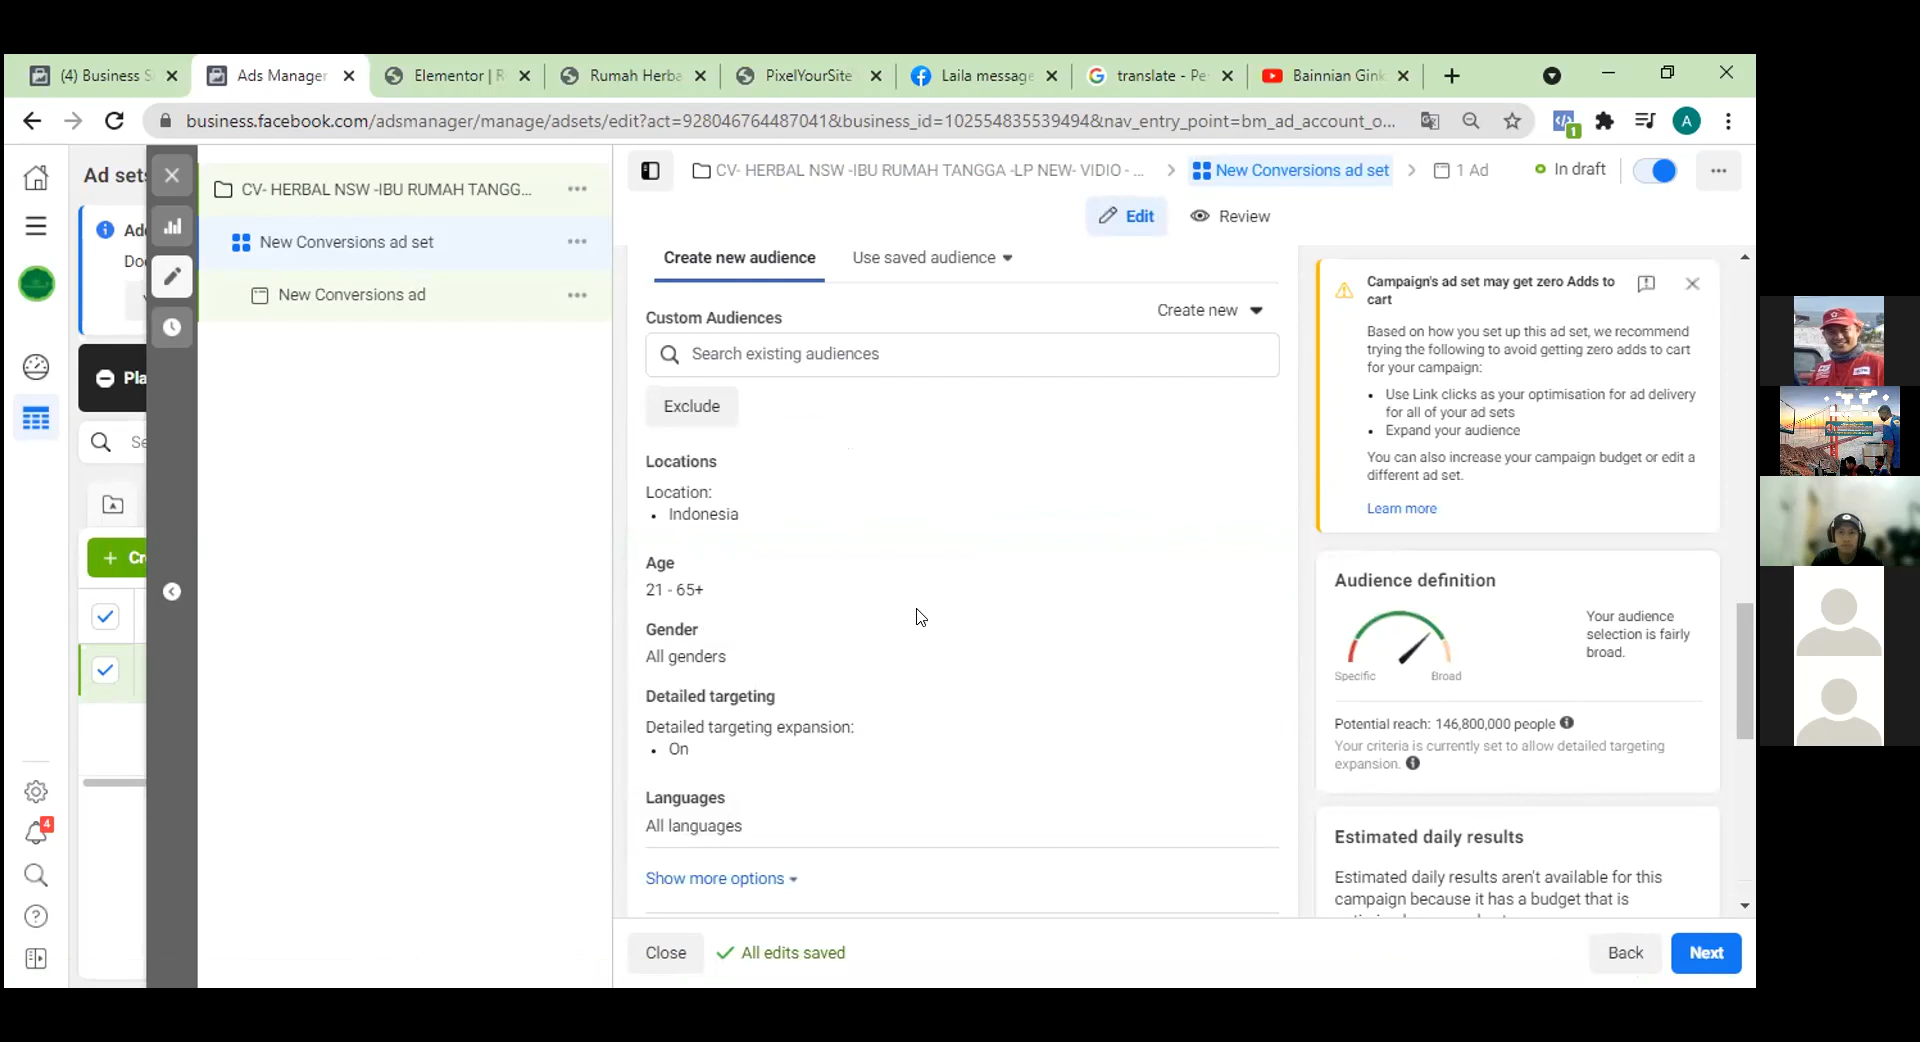 (4) Business S
Ads Manager
Elementor | R
Rumah Herba
PixelYourSite
Laila message
translate - Pe
Bainnian Gink
business.facebook.com/adsmanager/manage/adsets/edit?act=928046764487041&business_id=102554835539494&nav_entry_point=bm_ad_account_o...
1
A
Ad sets
Ad
Do
Pla
Se
+ Cr
4
CV- HERBAL NSW -IBU RUMAH TANGG...
New Conversions ad set
New Conversions ad
CV- HERBAL NSW -IBU RUMAH TANGGA -LP NEW- VIDIO - ...
New Conversions ad set
1 Ad
In draft
Edit
Review
Create new audience
Use saved audience
Custom Audiences
Create new
Search existing audiences
Exclude
Locations
Location:
• Indonesia
Age
21 - 65+
Gender
All genders
Detailed targeting
Detailed targeting expansion:
• On
Languages
All languages
Show more options
Close
All edits saved
Back
Next
Campaign's ad set may get zero Adds to
cart
Based on how you set up this ad set, we recommend
trying the following to avoid getting zero adds to cart
for your campaign:
• Use Link clicks as your optimisation for ad delivery
for all of your ad sets
• Expand your audience
You can also increase your campaign budget or edit a
different ad set.
Learn more
Audience definition
Your audience
selection is fairly
broad.
Specific
Broad
Potential reach: 146,800,000 people
Your criteria is currently set to allow detailed targeting
expansion.
Estimated daily results
Estimated daily results aren't available for this
campaign because it has a budget that is